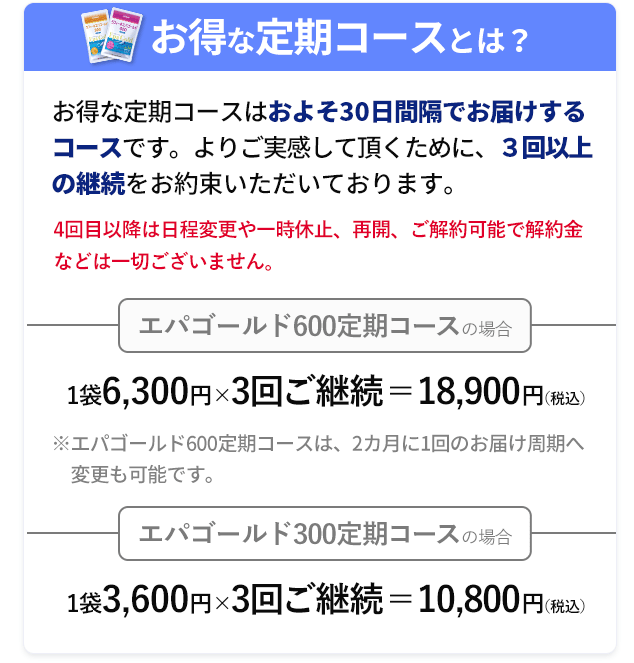 お得な定期コースとは？
お得な定期コースはおよそ30日間隔でお届けする
コースです。よりご実感して頂くために、３回以上
の継続をお約束いただいております。
4回目以降は日程変更や一時休止、再開、ご解約可能で解約金
などは一切ございません。
エパゴールド600定期コースの場合
1袋6,300円×3回ご継続＝18,900円(税込)
※エパゴールド600定期コースは、2カ月に1回のお届け周期へ
変更も可能です。
エパゴールド300定期コースの場合
1袋3,600円×3回ご継続＝10,800円(税込)